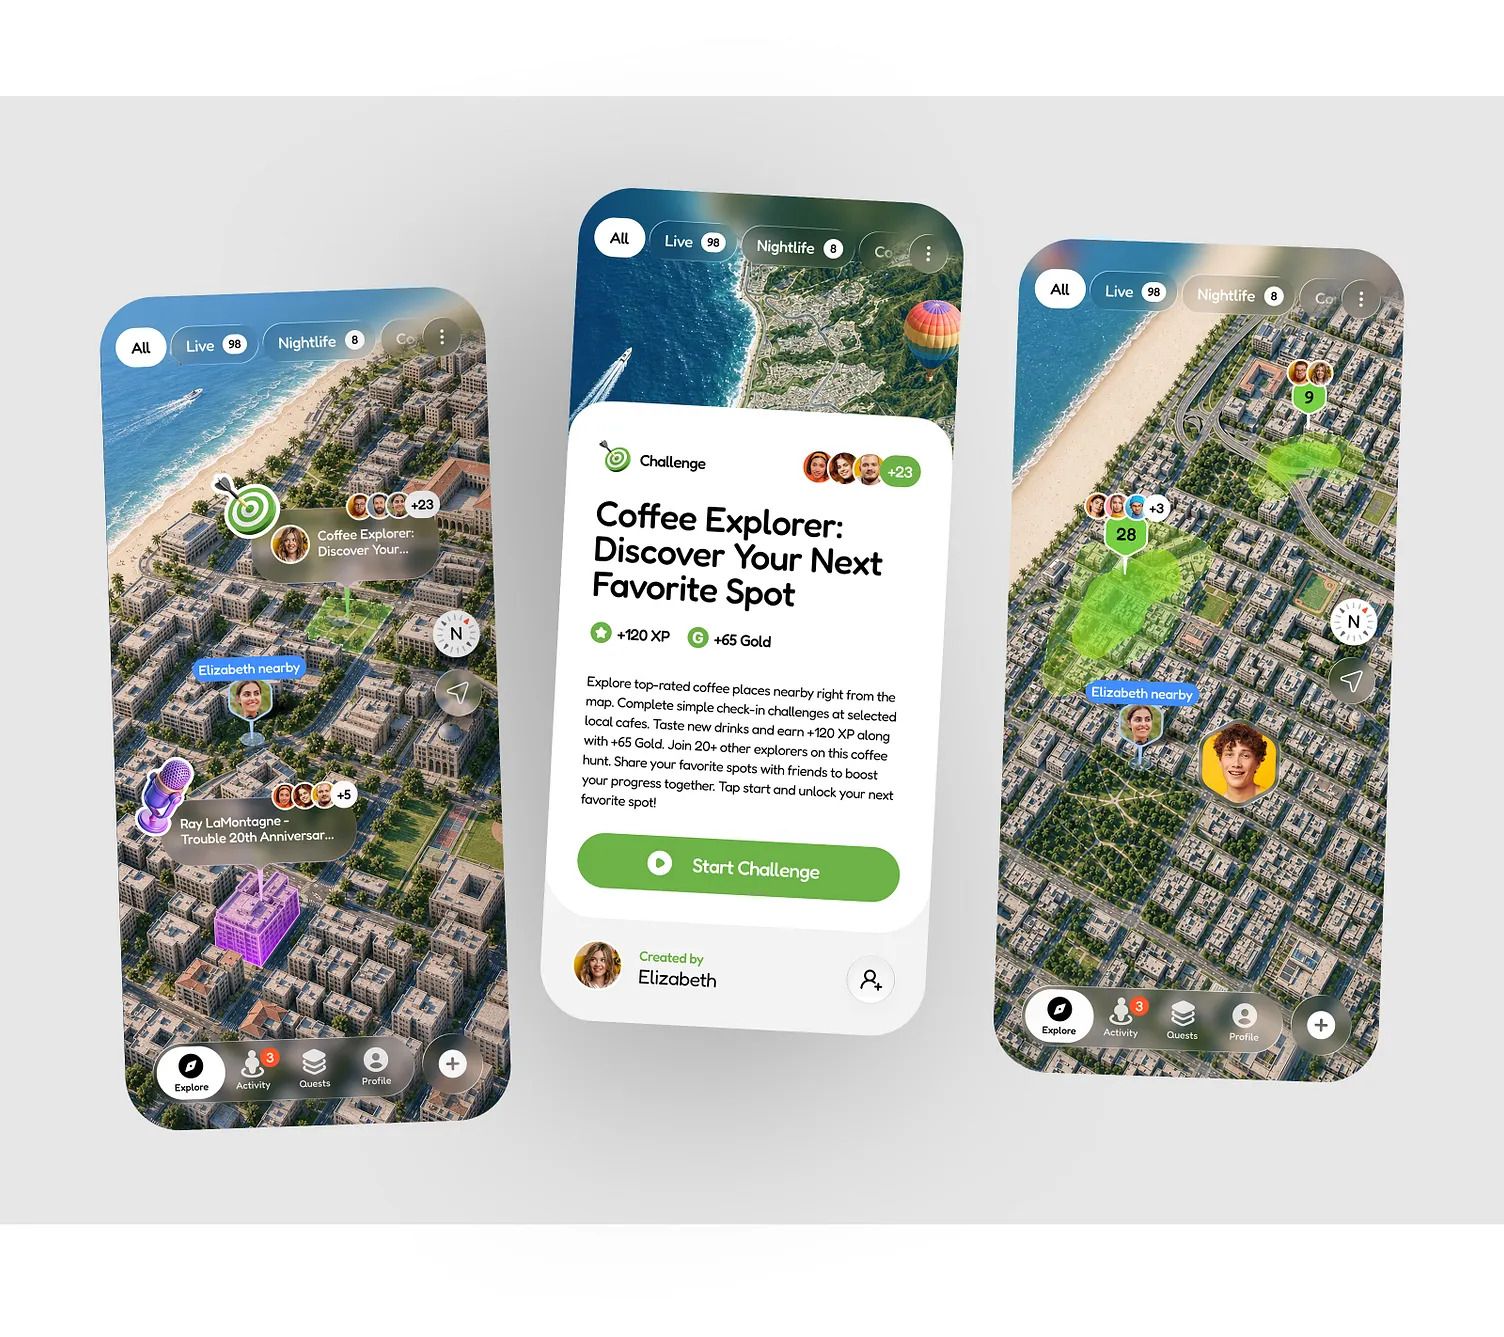 All
Live 98
Nightlife 8
Co
+23
Coffee Explorer:
Discover Your...
N
Elizabeth nearby
+5
Ray LaMontagne -
Trouble 20th Anniversar...
Explore
3
Activity
Quests
Profile
All
Live 98
Nightlife 8
Co
Challenge
+23
Coffee Explorer:
Discover Your Next
Favorite Spot
+120 XP
G +65 Gold
Explore top-rated coffee places nearby right from the
map. Complete simple check-in challenges at selected
local cafes. Taste new drinks and earn +120 XP along
with +65 Gold. Join 20+ other explorers on this coffee
hunt. Share your favorite spots with friends to boost
your progress together. Tap start and unlock your next
favorite spot!
Start Challenge
Created by
Elizabeth
All
Live 98
Nightlife 8
Co
9
+3
28
N
Elizabeth nearby
Explore
3
Activity
Quests
Profile